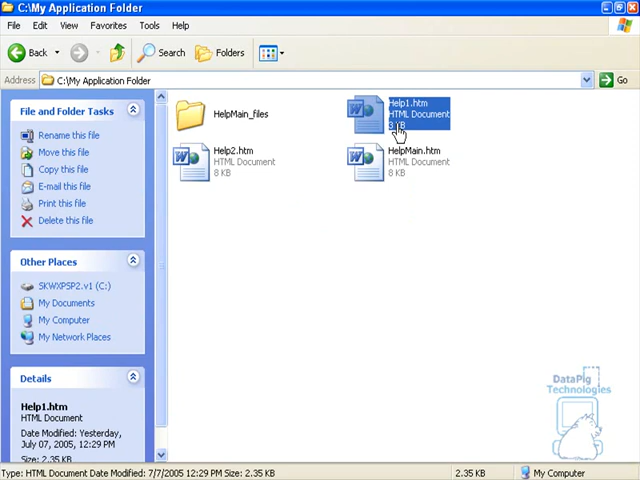 C:\My Application Folder
File Edit View Favorites Tools Help
Back Search Folders
Address C:\My Application Folder Go
File and Folder Tasks
Rename this file
Move this file
Copy this file
E-mail this file
Print this file
Delete this file
Other Places
SKWXPSP2.v1 (C:)
My Documents
My Computer
My Network Places
Details
Help1.htm
HTML Document
Date Modified: Yesterday,
July 07, 2005, 12:29 PM
Size: 2.35 KB
HelpMain_files
Help1.htm
HTML Document
3 KB
Help2.htm
HTML Document
8 KB
HelpMain.htm
HTML Document
8 KB
DataPig
Technologies
Type: HTML Document Date Modified: 7/7/2005 12:29 PM Size: 2.35 KB 2.35 KB My Computer